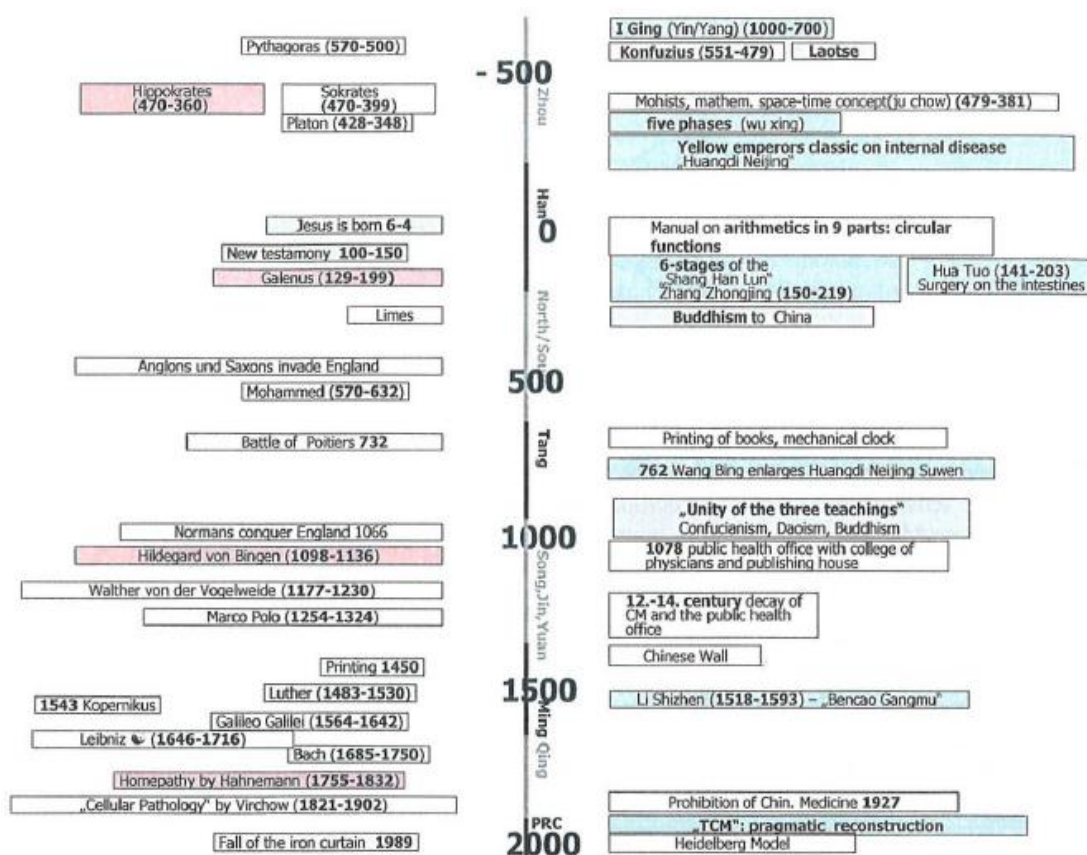 Pythagoras (570-500)
Hippokrates
(470-360)
Sokrates
(470-399)
Platon (428-348)
Jesus is born 6-4
New testamony 100-150
Galenus (129-199)
Limes
Anglons und Saxons invade England
Mohammed (570-632)
Battle of Poitiers 732
Normans conquer England 1066
Hildegard von Bingen (1098-1136)
Walther von der Vogelweide (1177-1230)
Marco Polo (1254-1324)
Printing 1450
Luther (1483-1530)
1543 Kopernikus
Galileo Galilei (1564-1642)
Leibniz ☯ (1646-1716)
Bach (1685-1750)
Homepathy by Hahnemann (1755-1832)
„Cellular Pathology“ by Virchow (1821-1902)
Fall of the iron curtain 1989
- 500
Zhou
Han
0
North/Sou
500
Tang
1000
Song,Jin,Yuan
1500
Ming Qing
PRC
2000
I Ging (Yin/Yang) (1000-700)
Konfuzius (551-479)
Laotse
Mohists, mathem. space-time concept(ju chow) (479-381)
five phases (wu xing)
Yellow emperors classic on internal disease
„Huangdi Neijing“
Manual on arithmetics in 9 parts: circular
functions
6-stages of the
„Shang Han Lun“
Zhang Zhongjing (150-219)
Hua Tuo (141-203)
Surgery on the intestines
Buddhism to China
Printing of books, mechanical clock
762 Wang Bing enlarges Huangdi Neijing Suwen
„Unity of the three teachings“
Confucianism, Daoism, Buddhism
1078 public health office with college of
physicians and publishing house
12.-14. century decay of
CM and the public health
office
Chinese Wall
Li Shizhen (1518-1593) – „Bencao Gangmu“
Prohibition of Chin. Medicine 1927
„TCM“: pragmatic reconstruction
Heidelberg Model